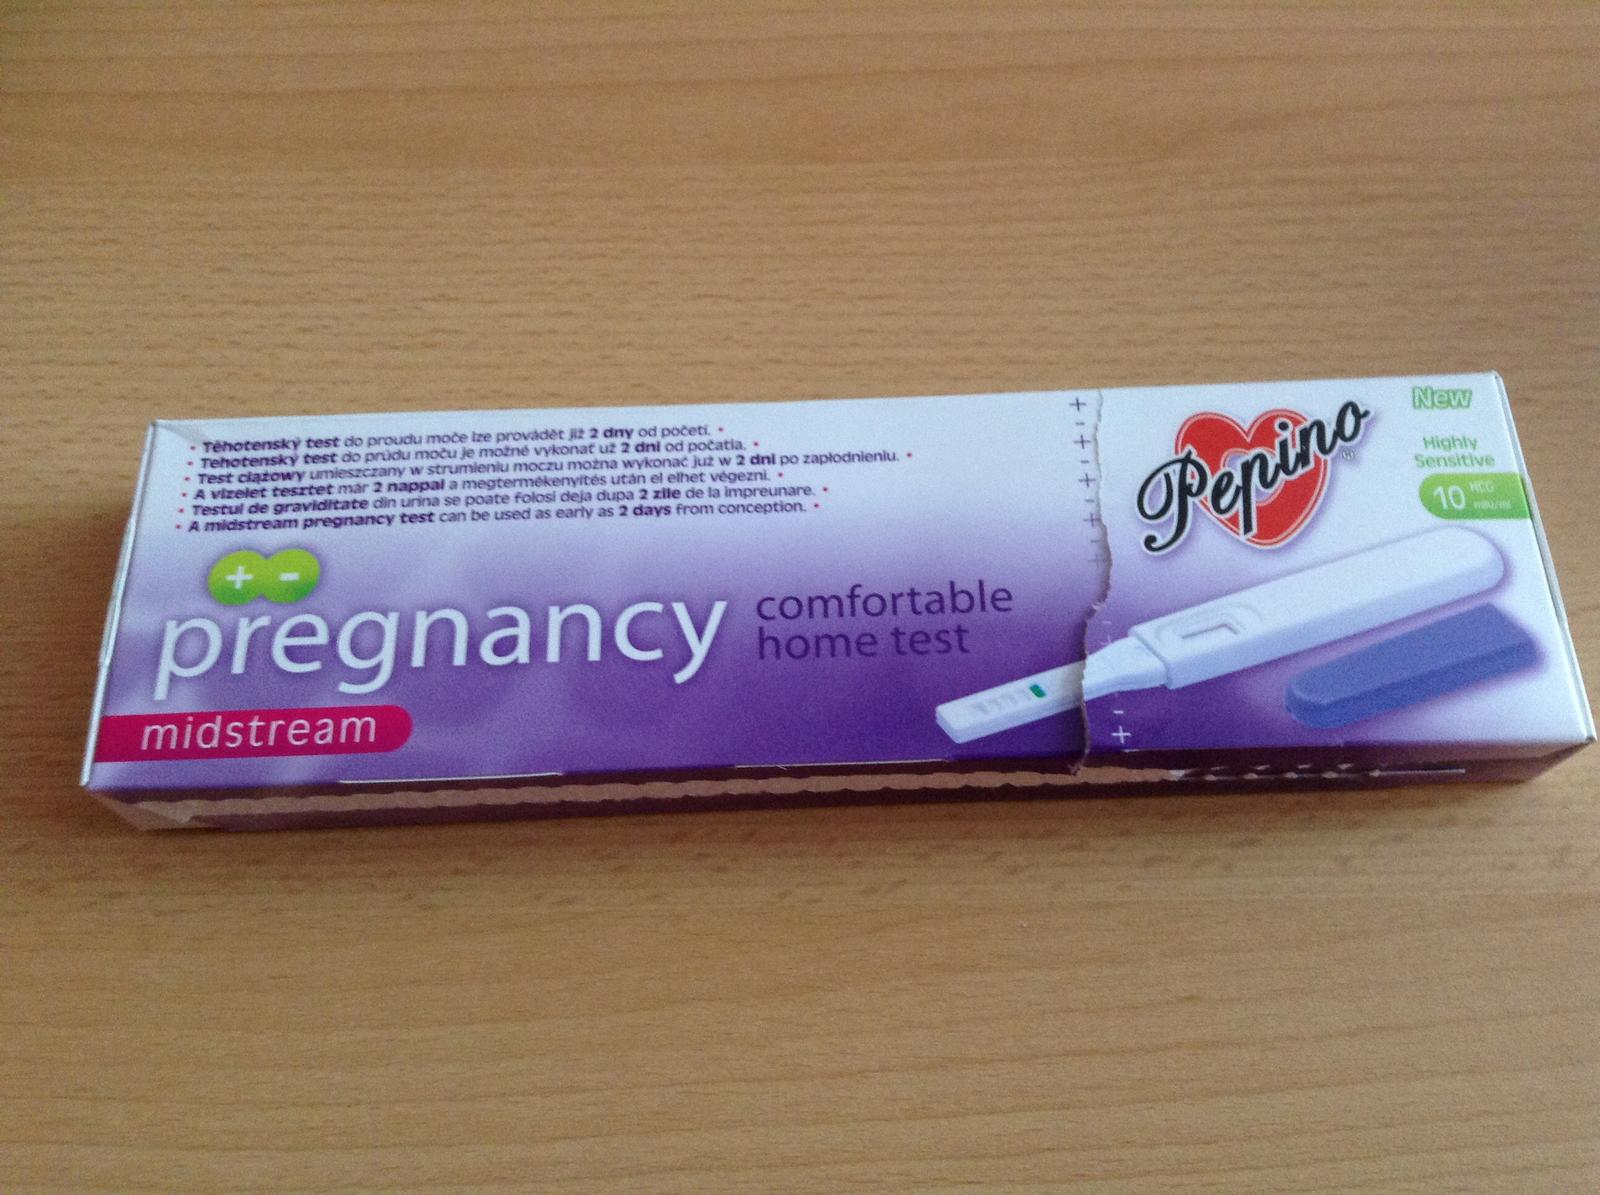 • Těhotenský test do proudu moče lze provádět již 2 dny od početí. •
• Tehotenský test do prúdu moču je možné vykonať už 2 dni od počatia. •
• Test ciążowy umieszczany w strumieniu moczu można wykonać już w 2 dni po zapłodnieniu. •
• A vizelet tesztet már 2 nappal a megtermékenyítés után el elhet végezni. •
• Testul de graviditate din urina se poate folosi deja dupa 2 zile de la impreunare. •
• A midstream pregnancy test can be used as early as 2 days from conception. •
+ -
pregnancy
comfortable
home test
midstream
Pepino®
New
Highly
Sensitive
10 HCG
mIU/ml